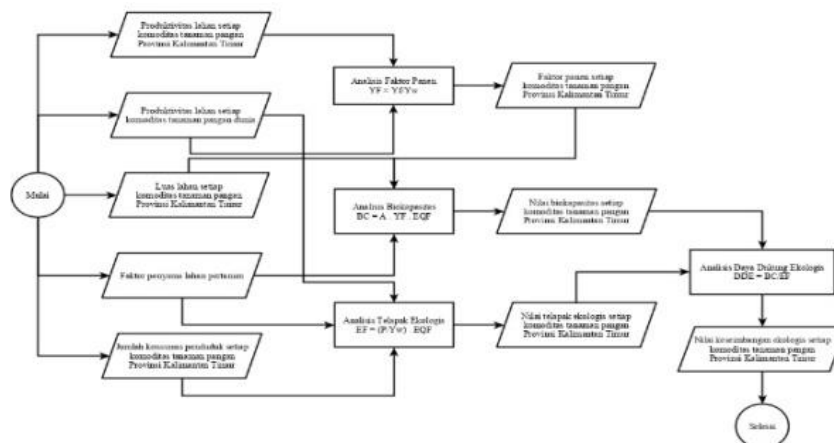 Produktivitas lahan setiap
komoditas tanaman pangan
Provinsi Kalimantan Timur
Analisis Faktor Panen
YF = Yl/Yw
Faktor panen setiap
komoditas tanaman pangan
Provinsi Kalimantan Timur
Produktivitas lahan setiap
komoditas tanaman pangan dunia
Mulai
Luas lahan setiap
komoditas tanaman pangan
Provinsi Kalimantan Timur
Analisis Biokapasitas
BC = A . YF . EQF
Nilai biokapasitas setiap
komoditas tanaman pangan
Provinsi Kalimantan Timur
Faktor penyama lahan pertanian
Analisis Daya Dukung Ekologis
DDE = BC/EF
Analisis Telapak Ekologis
EF = (P/Yw) . EQF
Nilai telapak ekologis setiap
komoditas tanaman pangan
Provinsi Kalimantan Timur
Jumlah konsumsi penduduk setiap
komoditas tanaman pangan
Provinsi Kalimantan Timur
Nilai keseimbangan ekologis setiap
komoditas tanaman pangan
Provinsi Kalimantan Timur
Selesai